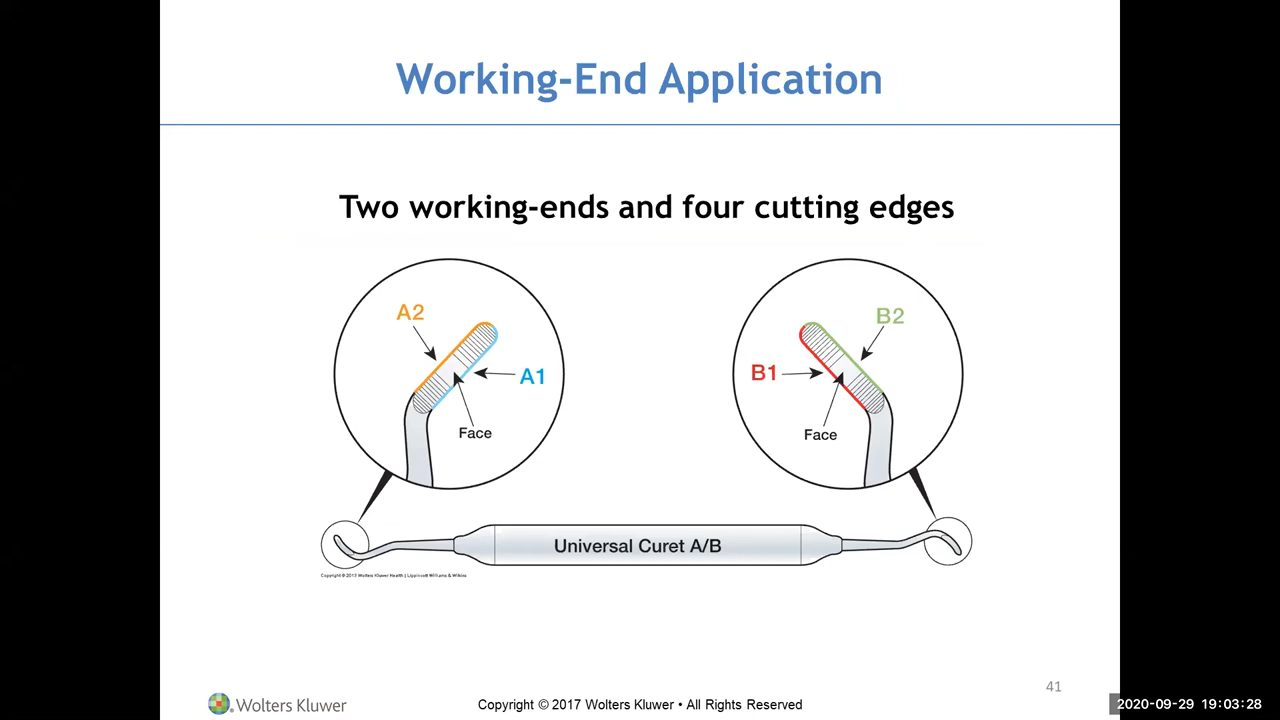 Working-End Application
Two working-ends and four cutting edges
A2
A1
Face
B2
B1
Face
Universal Curet A/B
Copyright © 2017 Wolters Kluwer Health | Lippincott Williams & Wilkins
41
Wolters Kluwer
Copyright © 2017 Wolters Kluwer • All Rights Reserved
2020-09-29 19:03:28